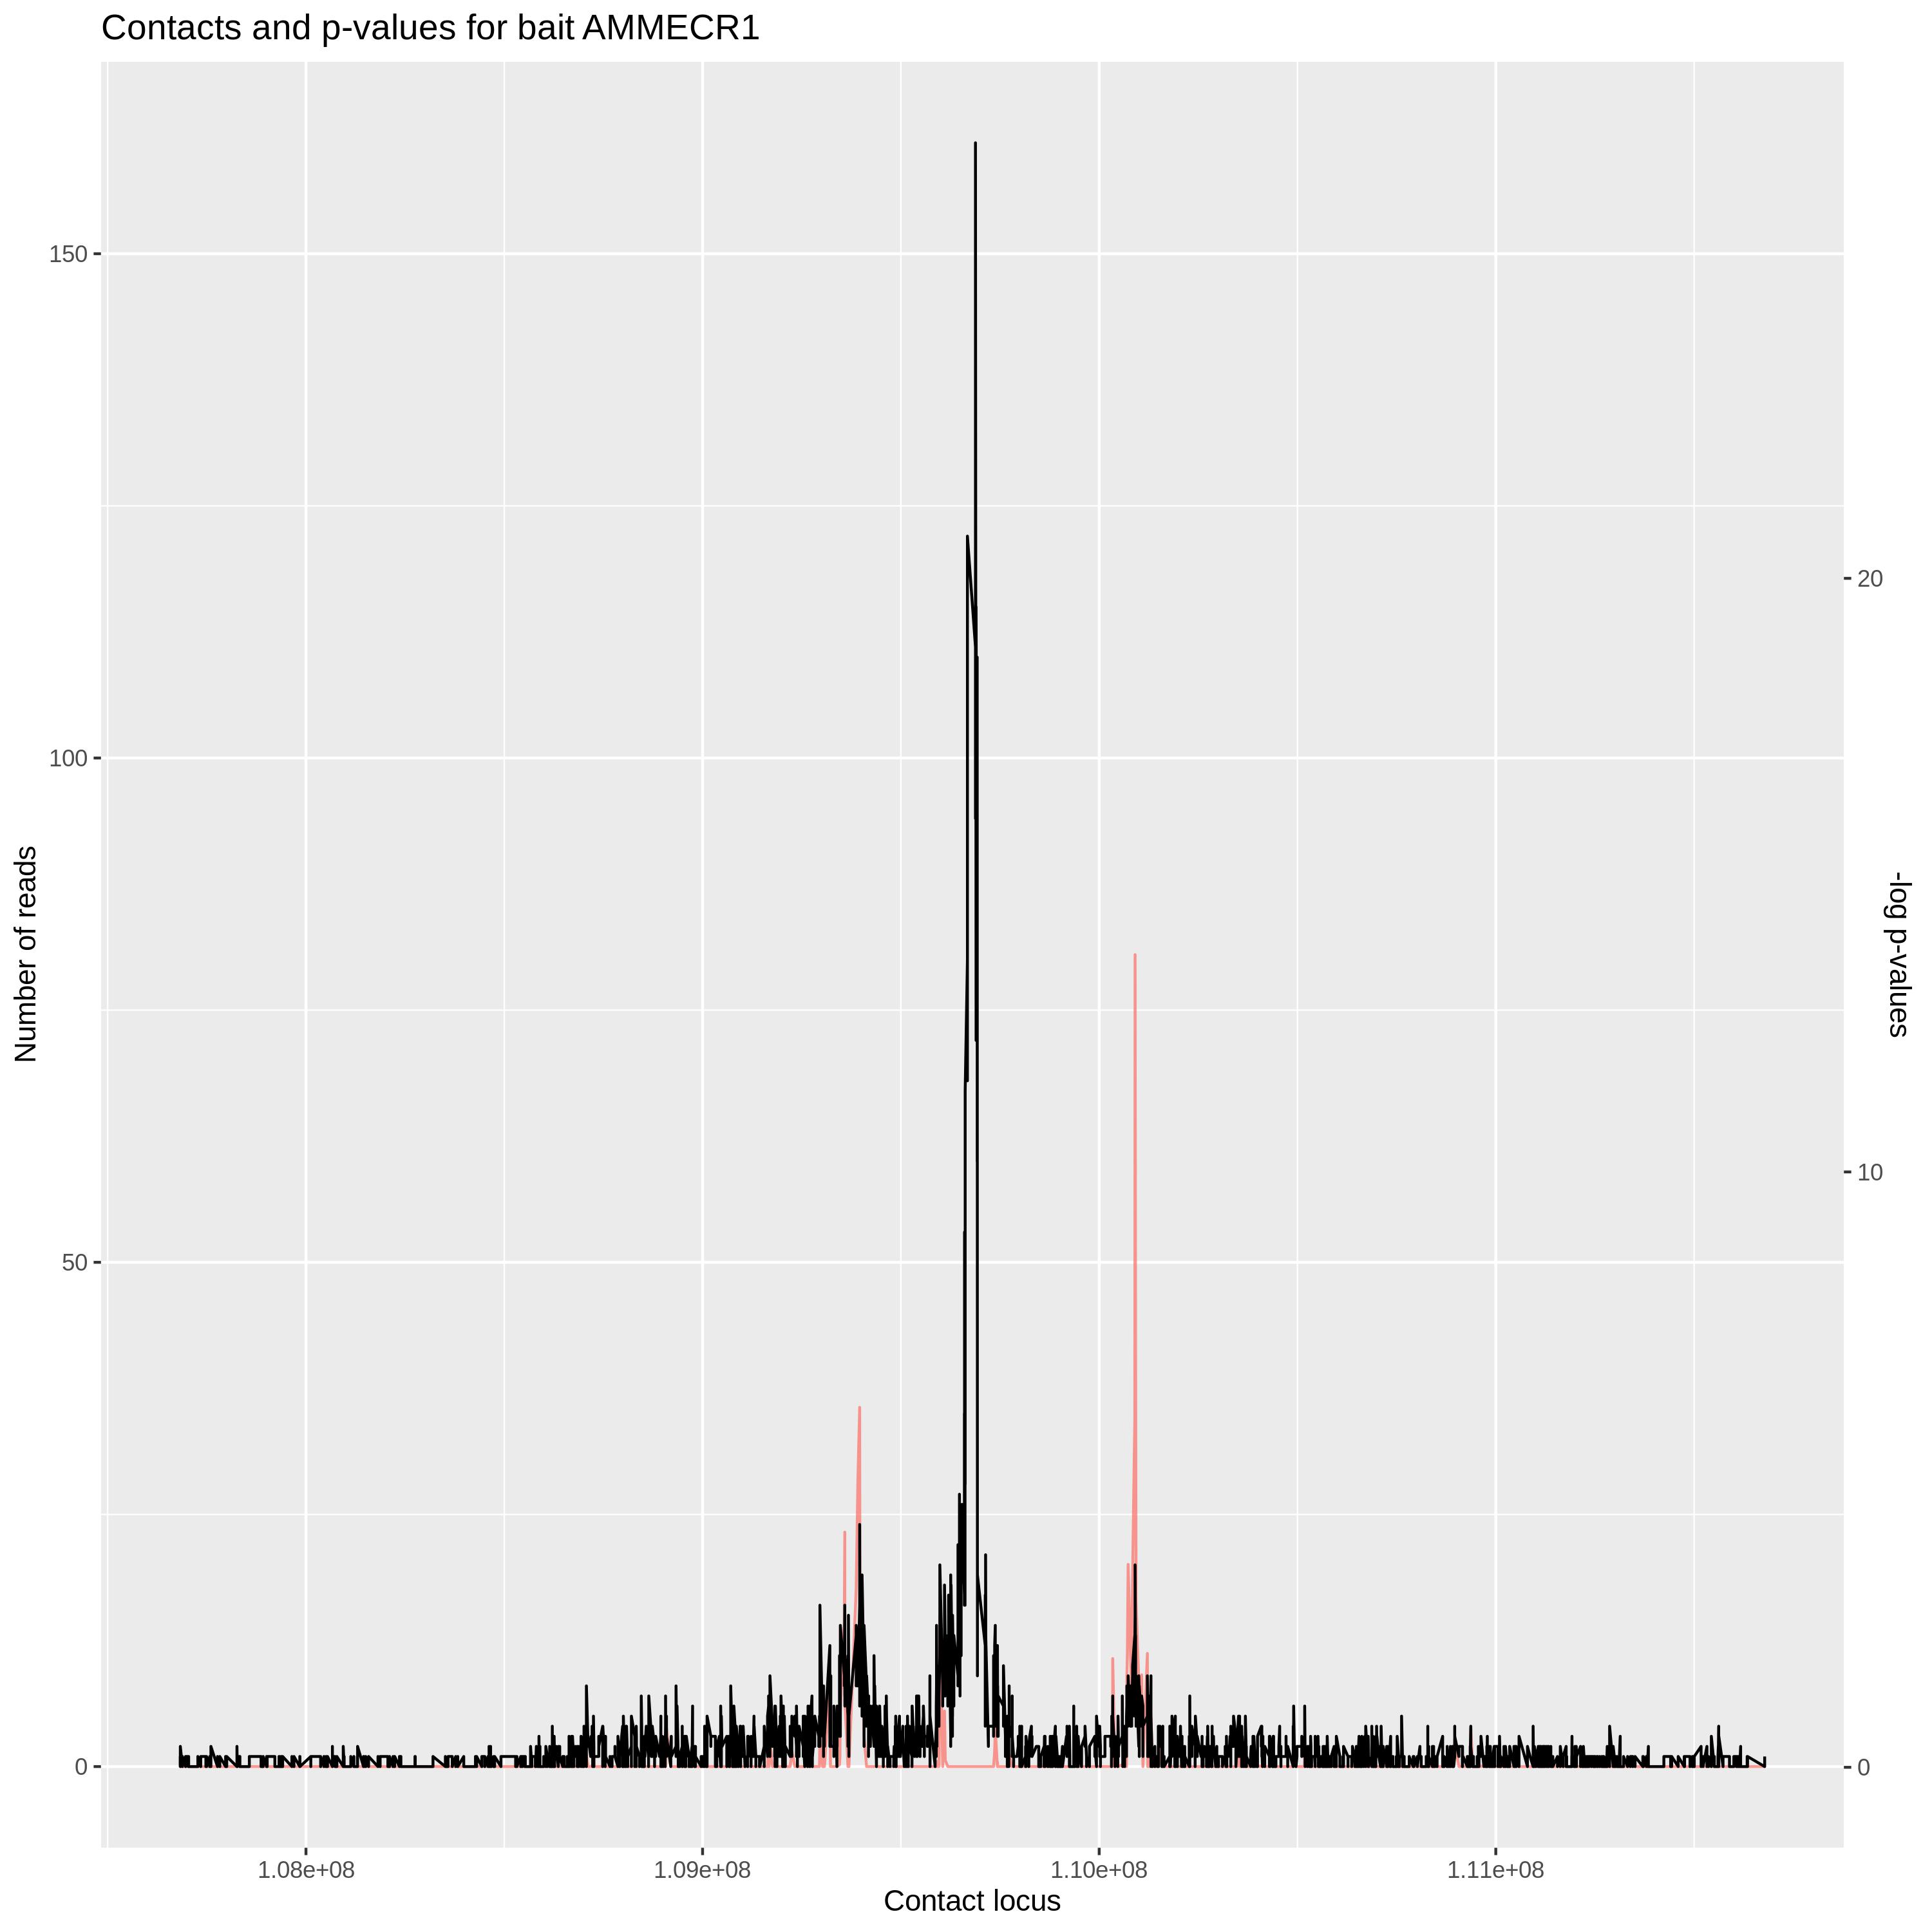 Contacts and p-values for bait AMMECR1
150
100
50
0
Number of reads
20
10
0
-log p-values
1.08e+08
1.09e+08
1.10e+08
1.11e+08
Contact locus